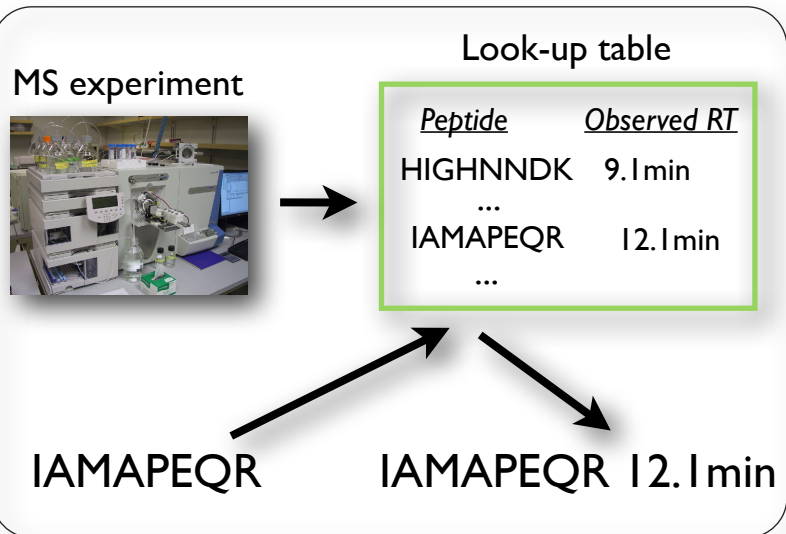 MS experiment
Look-up table
Peptide Observed RT
HIGHNNDK 9.1min
...
IAMAPEQR 12.1min
...
IAMAPEQR
IAMAPEQR 12.1min